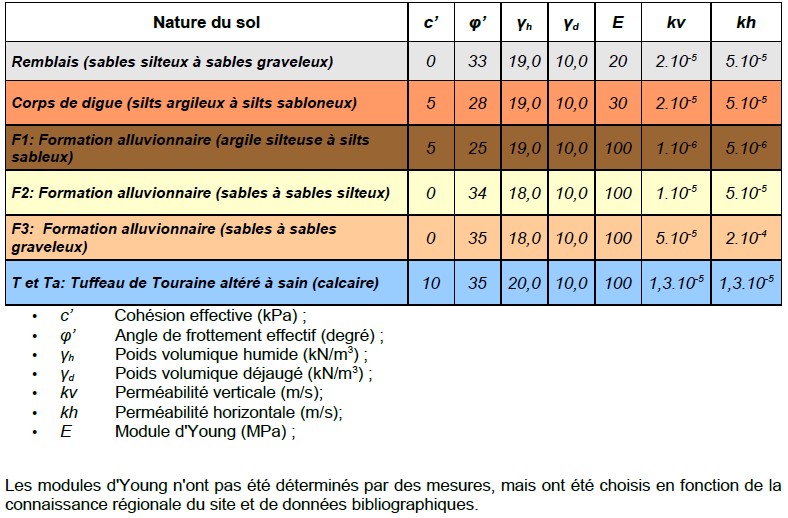 Nature du sol c' φ' γh γd E kv kh
Remblais (sables silteux à sables graveleux) 0 33 19,0 10,0 20 2.10-5 5.10-5
Corps de digue (silts argileux à silts sabloneux) 5 28 19,0 10,0 30 2.10-5 5.10-5
F1: Formation alluvionnaire (argile silteuse à silts
sableux) 5 25 19,0 10,0 100 1.10-6 5.10-6
F2: Formation alluvionnaire (sables à sables silteux) 0 34 18,0 10,0 100 1.10-5 5.10-5
F3: Formation alluvionnaire (sables à sables
graveleux) 0 35 18,0 10,0 100 5.10-5 2.10-4
T et Ta: Tuffeau de Touraine altéré à sain (calcaire) 10 35 20,0 10,0 100 1,3.10-5 1,3.10-5
• c' Cohésion effective (kPa) ;
• φ' Angle de frottement effectif (degré) ;
• γh Poids volumique humide (kN/m3) ;
• γd Poids volumique déjaugé (kN/m3) ;
• kv Perméabilité verticale (m/s);
• kh Perméabilité horizontale (m/s);
• E Module d'Young (MPa) ;
Les modules d'Young n'ont pas été déterminés par des mesures, mais ont été choisis en fonction de la
connaissance régionale du site et de données bibliographiques.